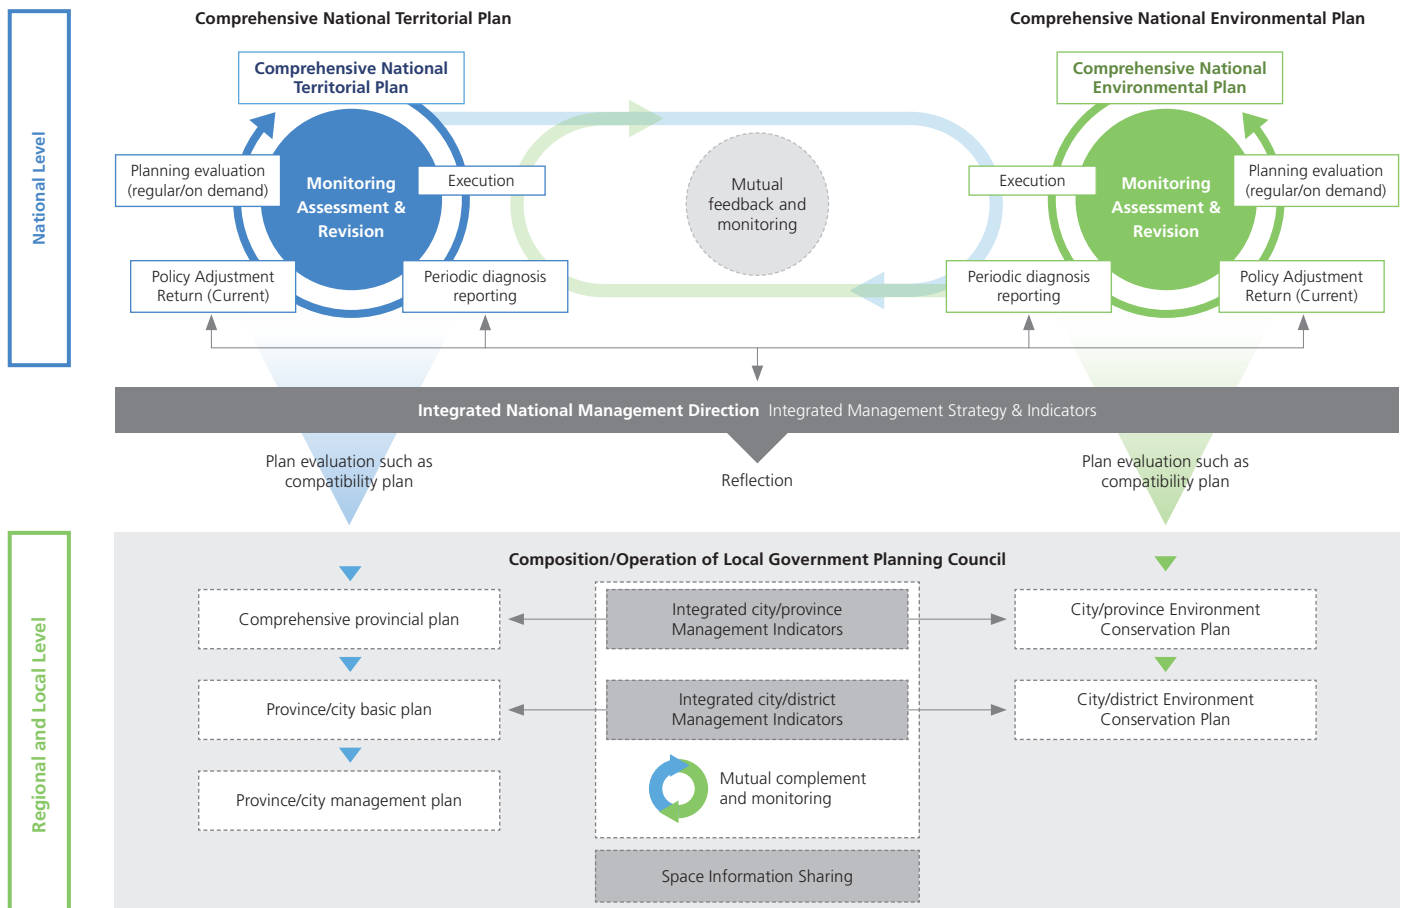 Comprehensive National Territorial Plan
Comprehensive National Environmental Plan
National Level
Comprehensive National
Territorial Plan
Planning evaluation
(regular/on demand)
Monitoring
Assessment &
Revision
Execution
Policy Adjustment
Return (Current)
Periodic diagnosis
reporting
Mutual
feedback and
monitoring
Comprehensive National
Environmental Plan
Execution
Monitoring
Assessment &
Revision
Planning evaluation
(regular/on demand)
Periodic diagnosis
reporting
Policy Adjustment
Return (Current)
Integrated National Management Direction Integrated Management Strategy & Indicators
Plan evaluation such as
compatibility plan
Reflection
Plan evaluation such as
compatibility plan
Regional and Local Level
Composition/Operation of Local Government Planning Council
Comprehensive provincial plan
Integrated city/province
Management Indicators
City/province Environment
Conservation Plan
Province/city basic plan
Integrated city/district
Management Indicators
City/district Environment
Conservation Plan
Province/city management plan
Mutual complement
and monitoring
Space Information Sharing